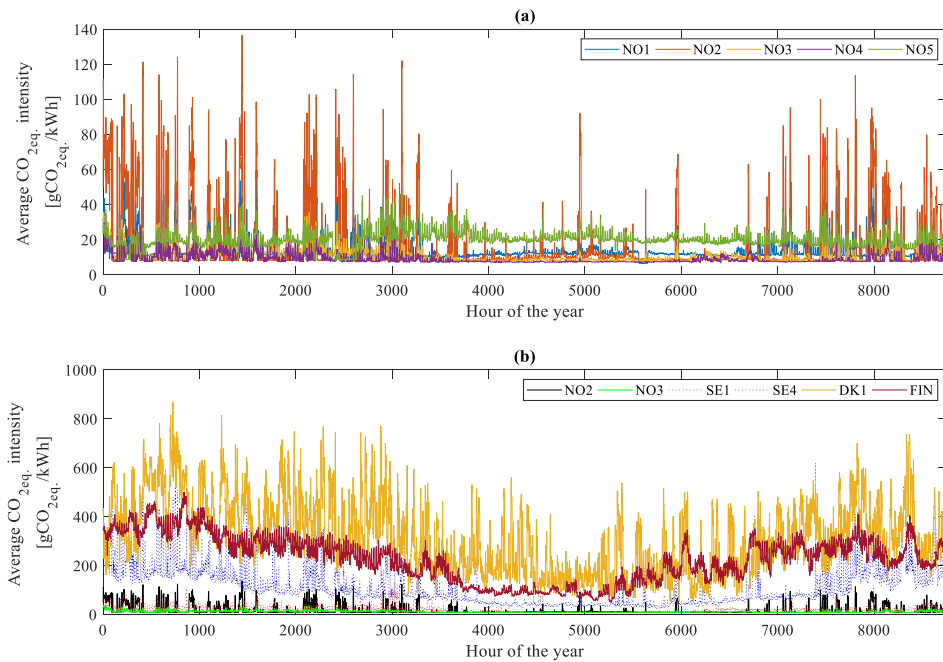 (a)
140
120
100
80
60
40
20
0
Average CO2eq. intensity
[gCO2eq./kWh]
NO1 NO2 NO3 NO4 NO5
0 1000 2000 3000 4000 5000 6000 7000 8000
Hour of the year
(b)
1000
800
600
400
200
0
Average CO2eq. intensity
[gCO2eq./kWh]
NO2 NO3 SE1 SE4 DK1 FIN
0 1000 2000 3000 4000 5000 6000 7000 8000
Hour of the year